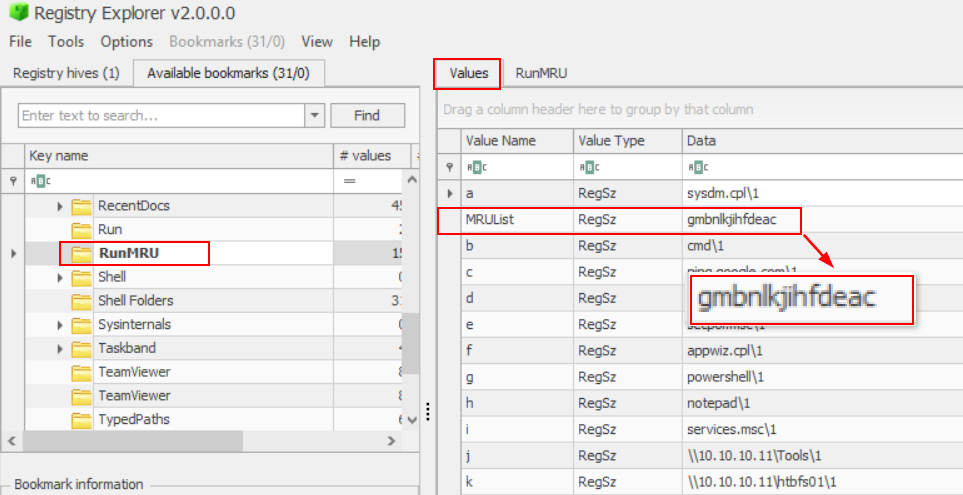 Registry Explorer v2.0.0.0
File Tools Options Bookmarks (31/0) View Help
Registry hives (1) Available bookmarks (31/0)
Enter text to search... Find
Key name # values
RBC =
RecentDocs 45
Run
RunMRU 15
Shell 0
Shell Folders 31
Sysinternals 0
Taskband
TeamViewer 8
TeamViewer 8
TypedPaths 6
Bookmark information
Values RunMRU
Drag a column header here to group by that column
Value Name Value Type Data
RBC RBC RBC
a RegSz sysdm.cpl\1
MRUList RegSz gmbnlkjihfdeac
b RegSz cmd\1
c RegSz ping google.com\1
d RegSz
gmbnlkjihfdeac
e RegSz secpol.msc\1
f RegSz appwiz.cpl\1
g RegSz powershell\1
h RegSz notepad\1
i RegSz services.msc\1
j RegSz \\10.10.10.11\Tools\1
k RegSz \\10.10.10.11\htbfs01\1